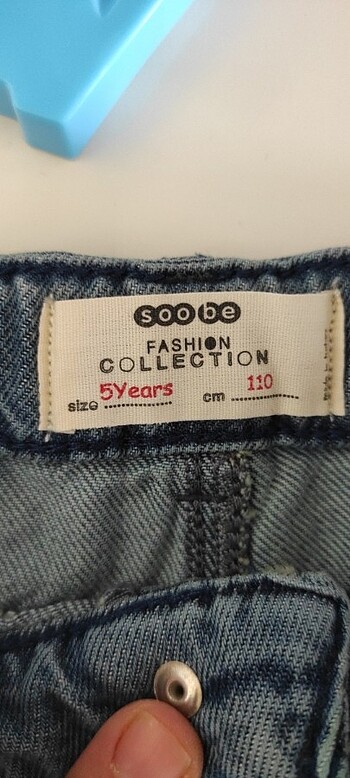 soobe
FASHION
COLLECTION
size 5Years cm 110